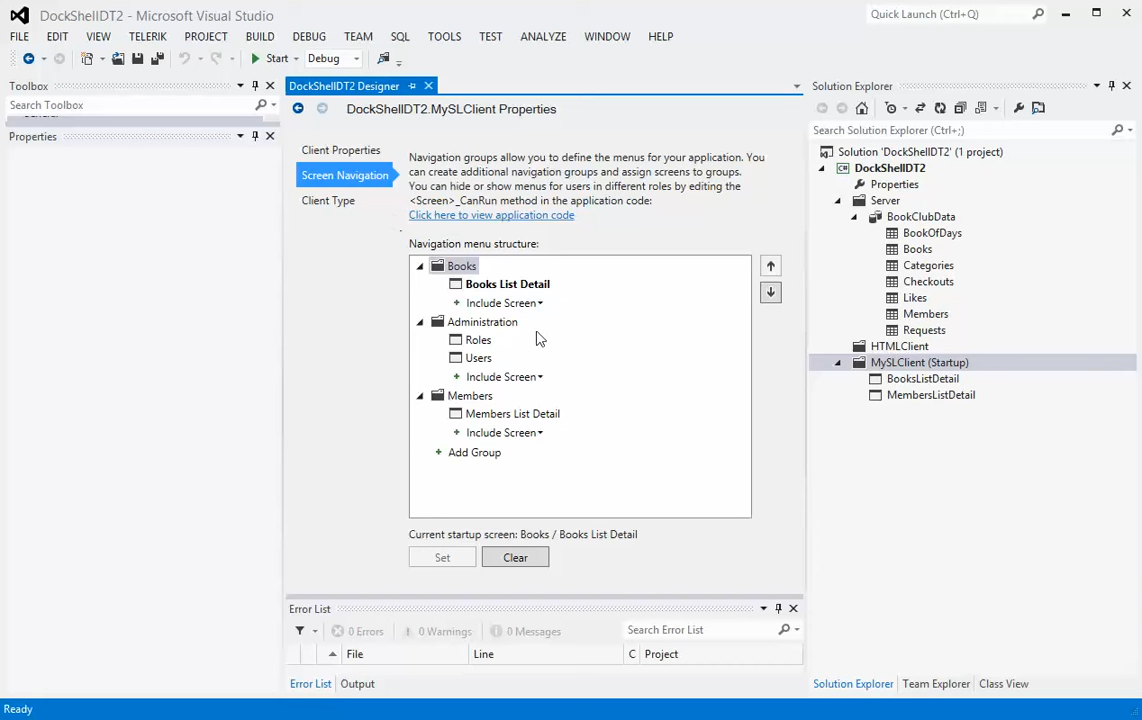 DockShellDT2 - Microsoft Visual Studio
Quick Launch (Ctrl+Q)
FILE EDIT VIEW TELERIK PROJECT BUILD DEBUG TEAM SQL TOOLS TEST ANALYZE WINDOW HELP
Start Debug
Toolbox
Search Toolbox
Properties
DockShellDT2 Designer
DockShellDT2.MySLClient Properties
Client Properties
Screen Navigation
Client Type
Navigation groups allow you to define the menus for your application. You
can create additional navigation groups and assign screens to groups.
You can hide or show menus for users in different roles by editing the
<Screen>_CanRun method in the application code:
Click here to view application code
Navigation menu structure:
Books
Books List Detail
+ Include Screen
Administration
Roles
Users
+ Include Screen
Members
Members List Detail
+ Include Screen
+ Add Group
Current startup screen: Books / Books List Detail
Set Clear
Error List
0 Errors 0 Warnings 0 Messages Search Error List
File Line C Project
Error List Output
Solution Explorer
Search Solution Explorer (Ctrl+;)
Solution 'DockShellDT2' (1 project)
C# DockShellDT2
Properties
Server
BookClubData
BookOfDays
Books
Categories
Checkouts
Likes
Members
Requests
HTMLClient
MySLClient (Startup)
BooksListDetail
MembersListDetail
Solution Explorer Team Explorer Class View
Ready